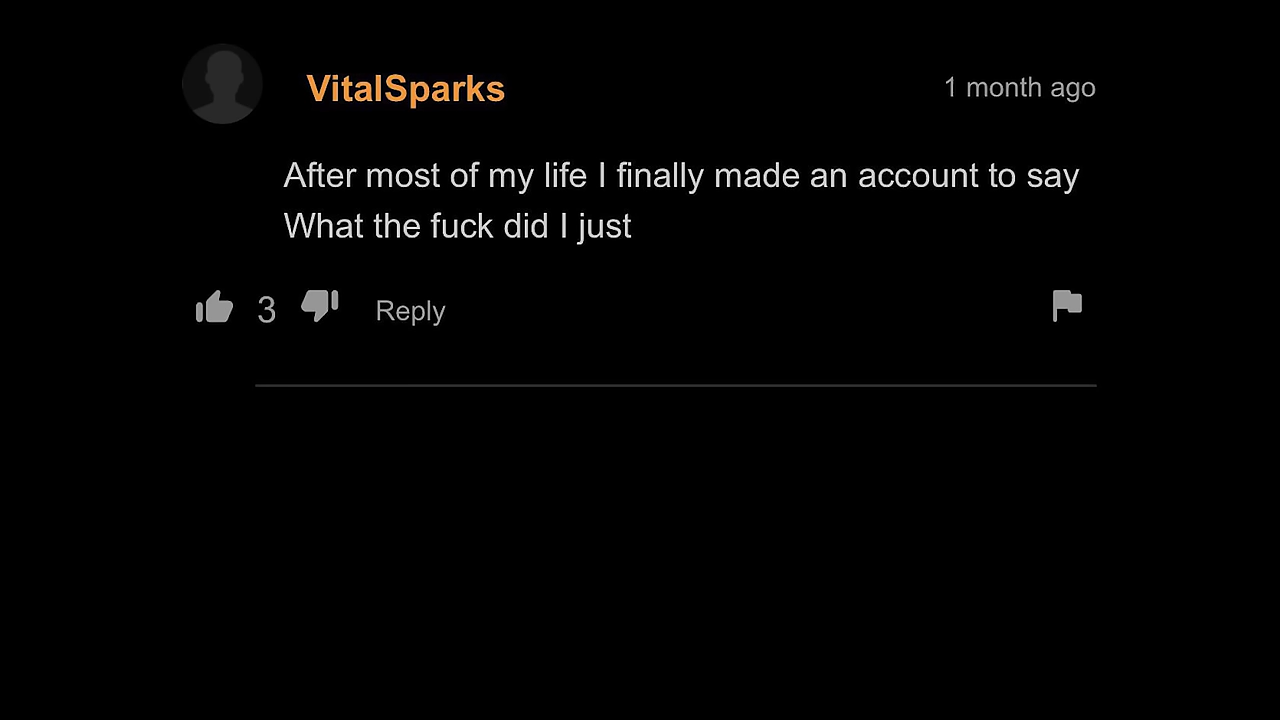 VitalSparks
1 month ago
After most of my life I finally made an account to say
What the fuck did I just
3 Reply